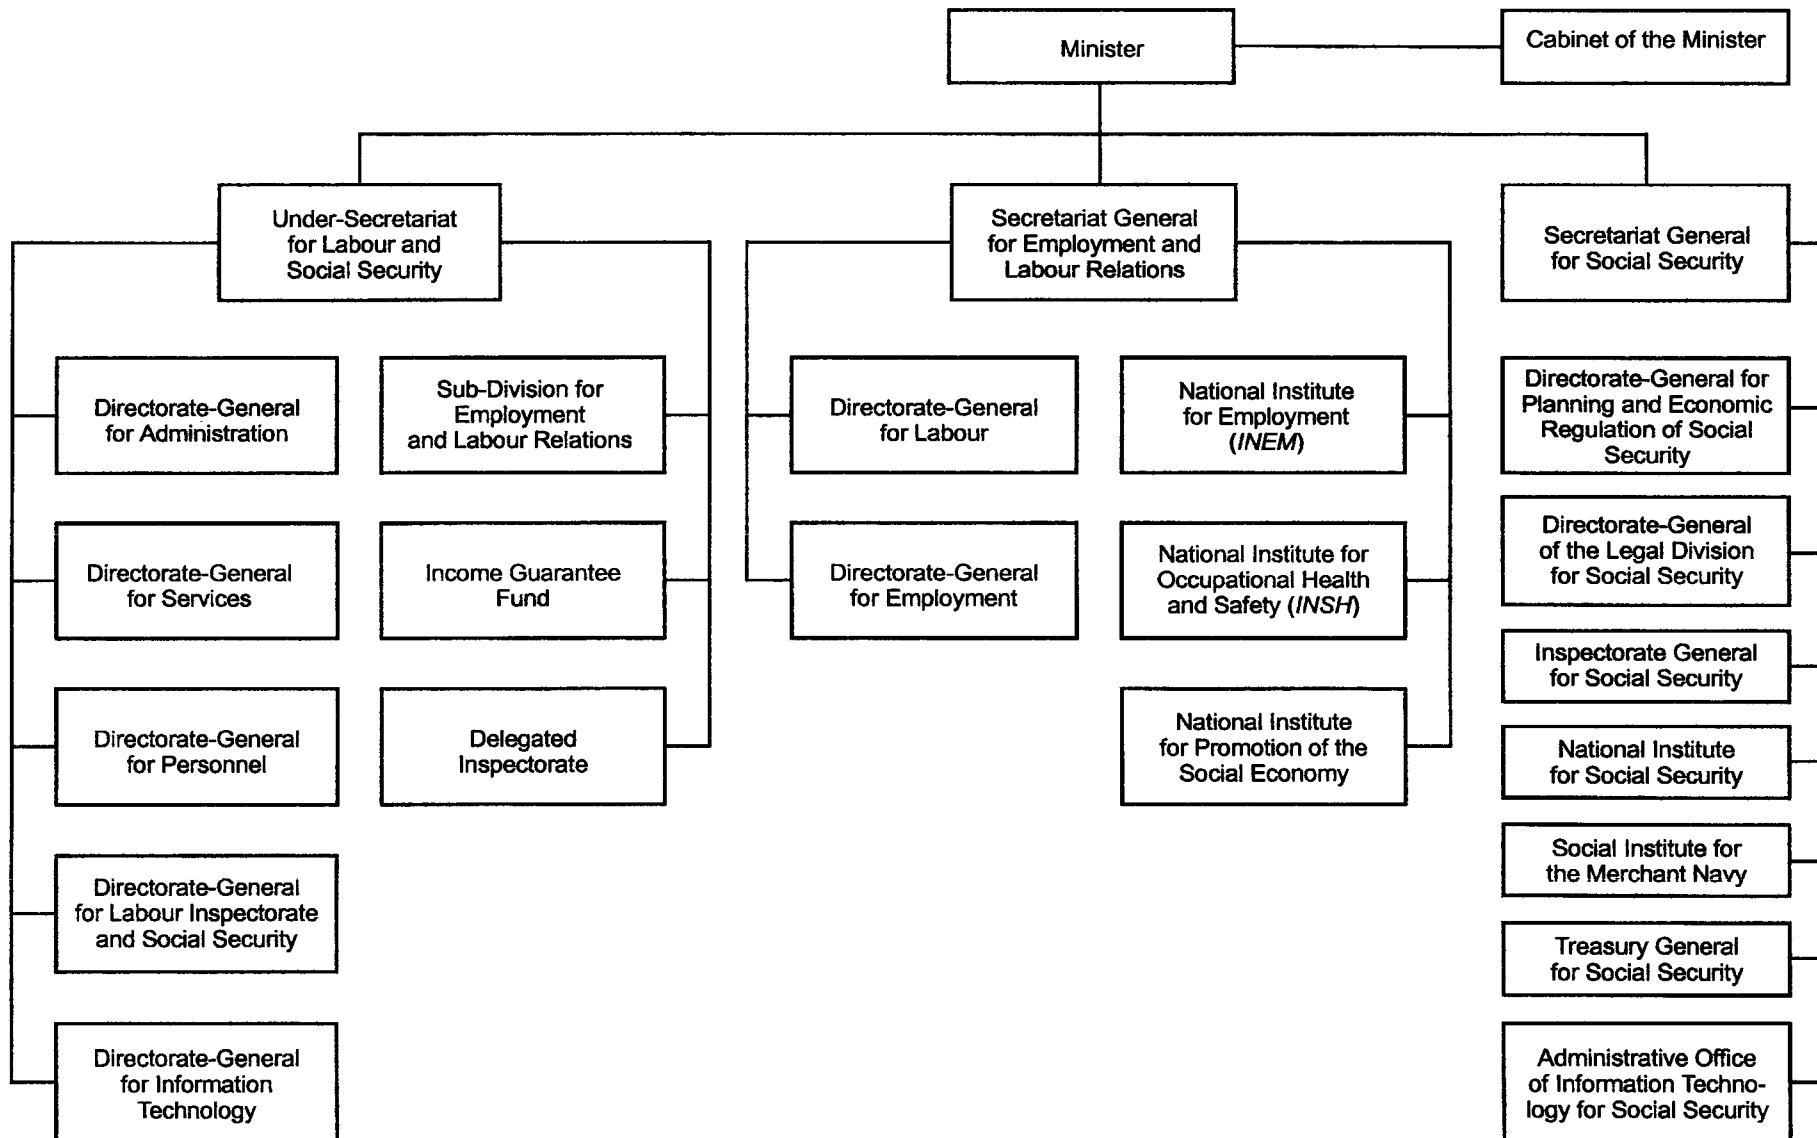 Minister
Cabinet of the Minister
Under-Secretariat
for Labour and
Social Security
Secretariat General
for Employment and
Labour Relations
Secretariat General
for Social Security
Directorate-General
for Administration
Sub-Division for
Employment
and Labour Relations
Directorate-General
for Labour
National Institute
for Employment
(INEM)
Directorate-General for
Planning and Economic
Regulation of Social
Security
Directorate-General
for Services
Income Guarantee
Fund
Directorate-General
for Employment
National Institute for
Occupational Health
and Safety (INSH)
Directorate-General
of the Legal Division
for Social Security
Inspectorate General
for Social Security
Directorate-General
for Personnel
Delegated
Inspectorate
National Institute
for Promotion of the
Social Economy
National Institute
for Social Security
Directorate-General
for Labour Inspectorate
and Social Security
Social Institute for
the Merchant Navy
Treasury General
for Social Security
Directorate-General
for Information
Technology
Administrative Office
of Information Techno-
logy for Social Security